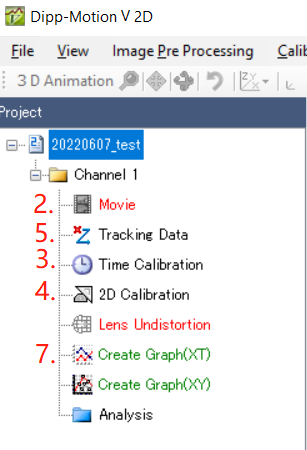 Dipp-Motion V 2D
File View Image Pre Processing Calib
3 D Animation
Project
20220607_test
Channel 1
2. Movie
5. Tracking Data
3. Time Calibration
4. 2D Calibration
Lens Undistortion
7. Create Graph(XT)
Create Graph(XY)
Analysis